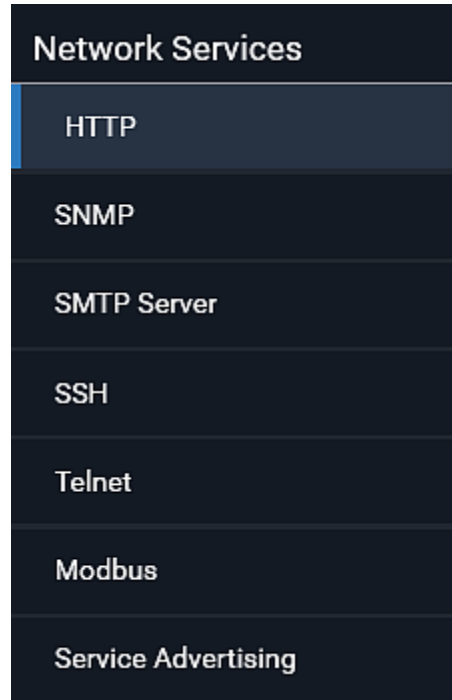 Network Services
HTTP
SNMP
SMTP Server
SSH
Telnet
Modbus
Service Advertising